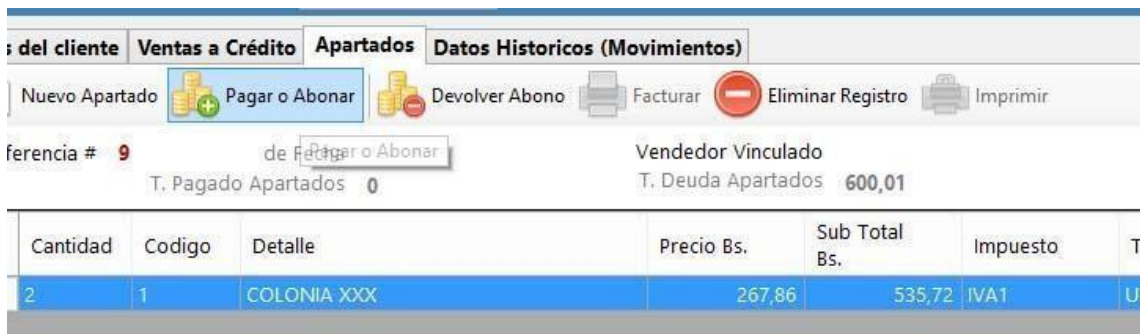 s del cliente Ventas a Crédito Apartados Datos Historicos (Movimientos)
Nuevo Apartado Pagar o Abonar Devolver Abono Facturar Eliminar Registro Imprimir
ferencia # 9 de Fecha Pagar o Abonar Vendedor Vinculado
T. Pagado Apartados 0 T. Deuda Apartados 600,01
Cantidad Codigo Detalle Precio Bs. Sub Total Bs. Impuesto T
2 1 COLONIA XXX 267,86 535,72 IVA1 U